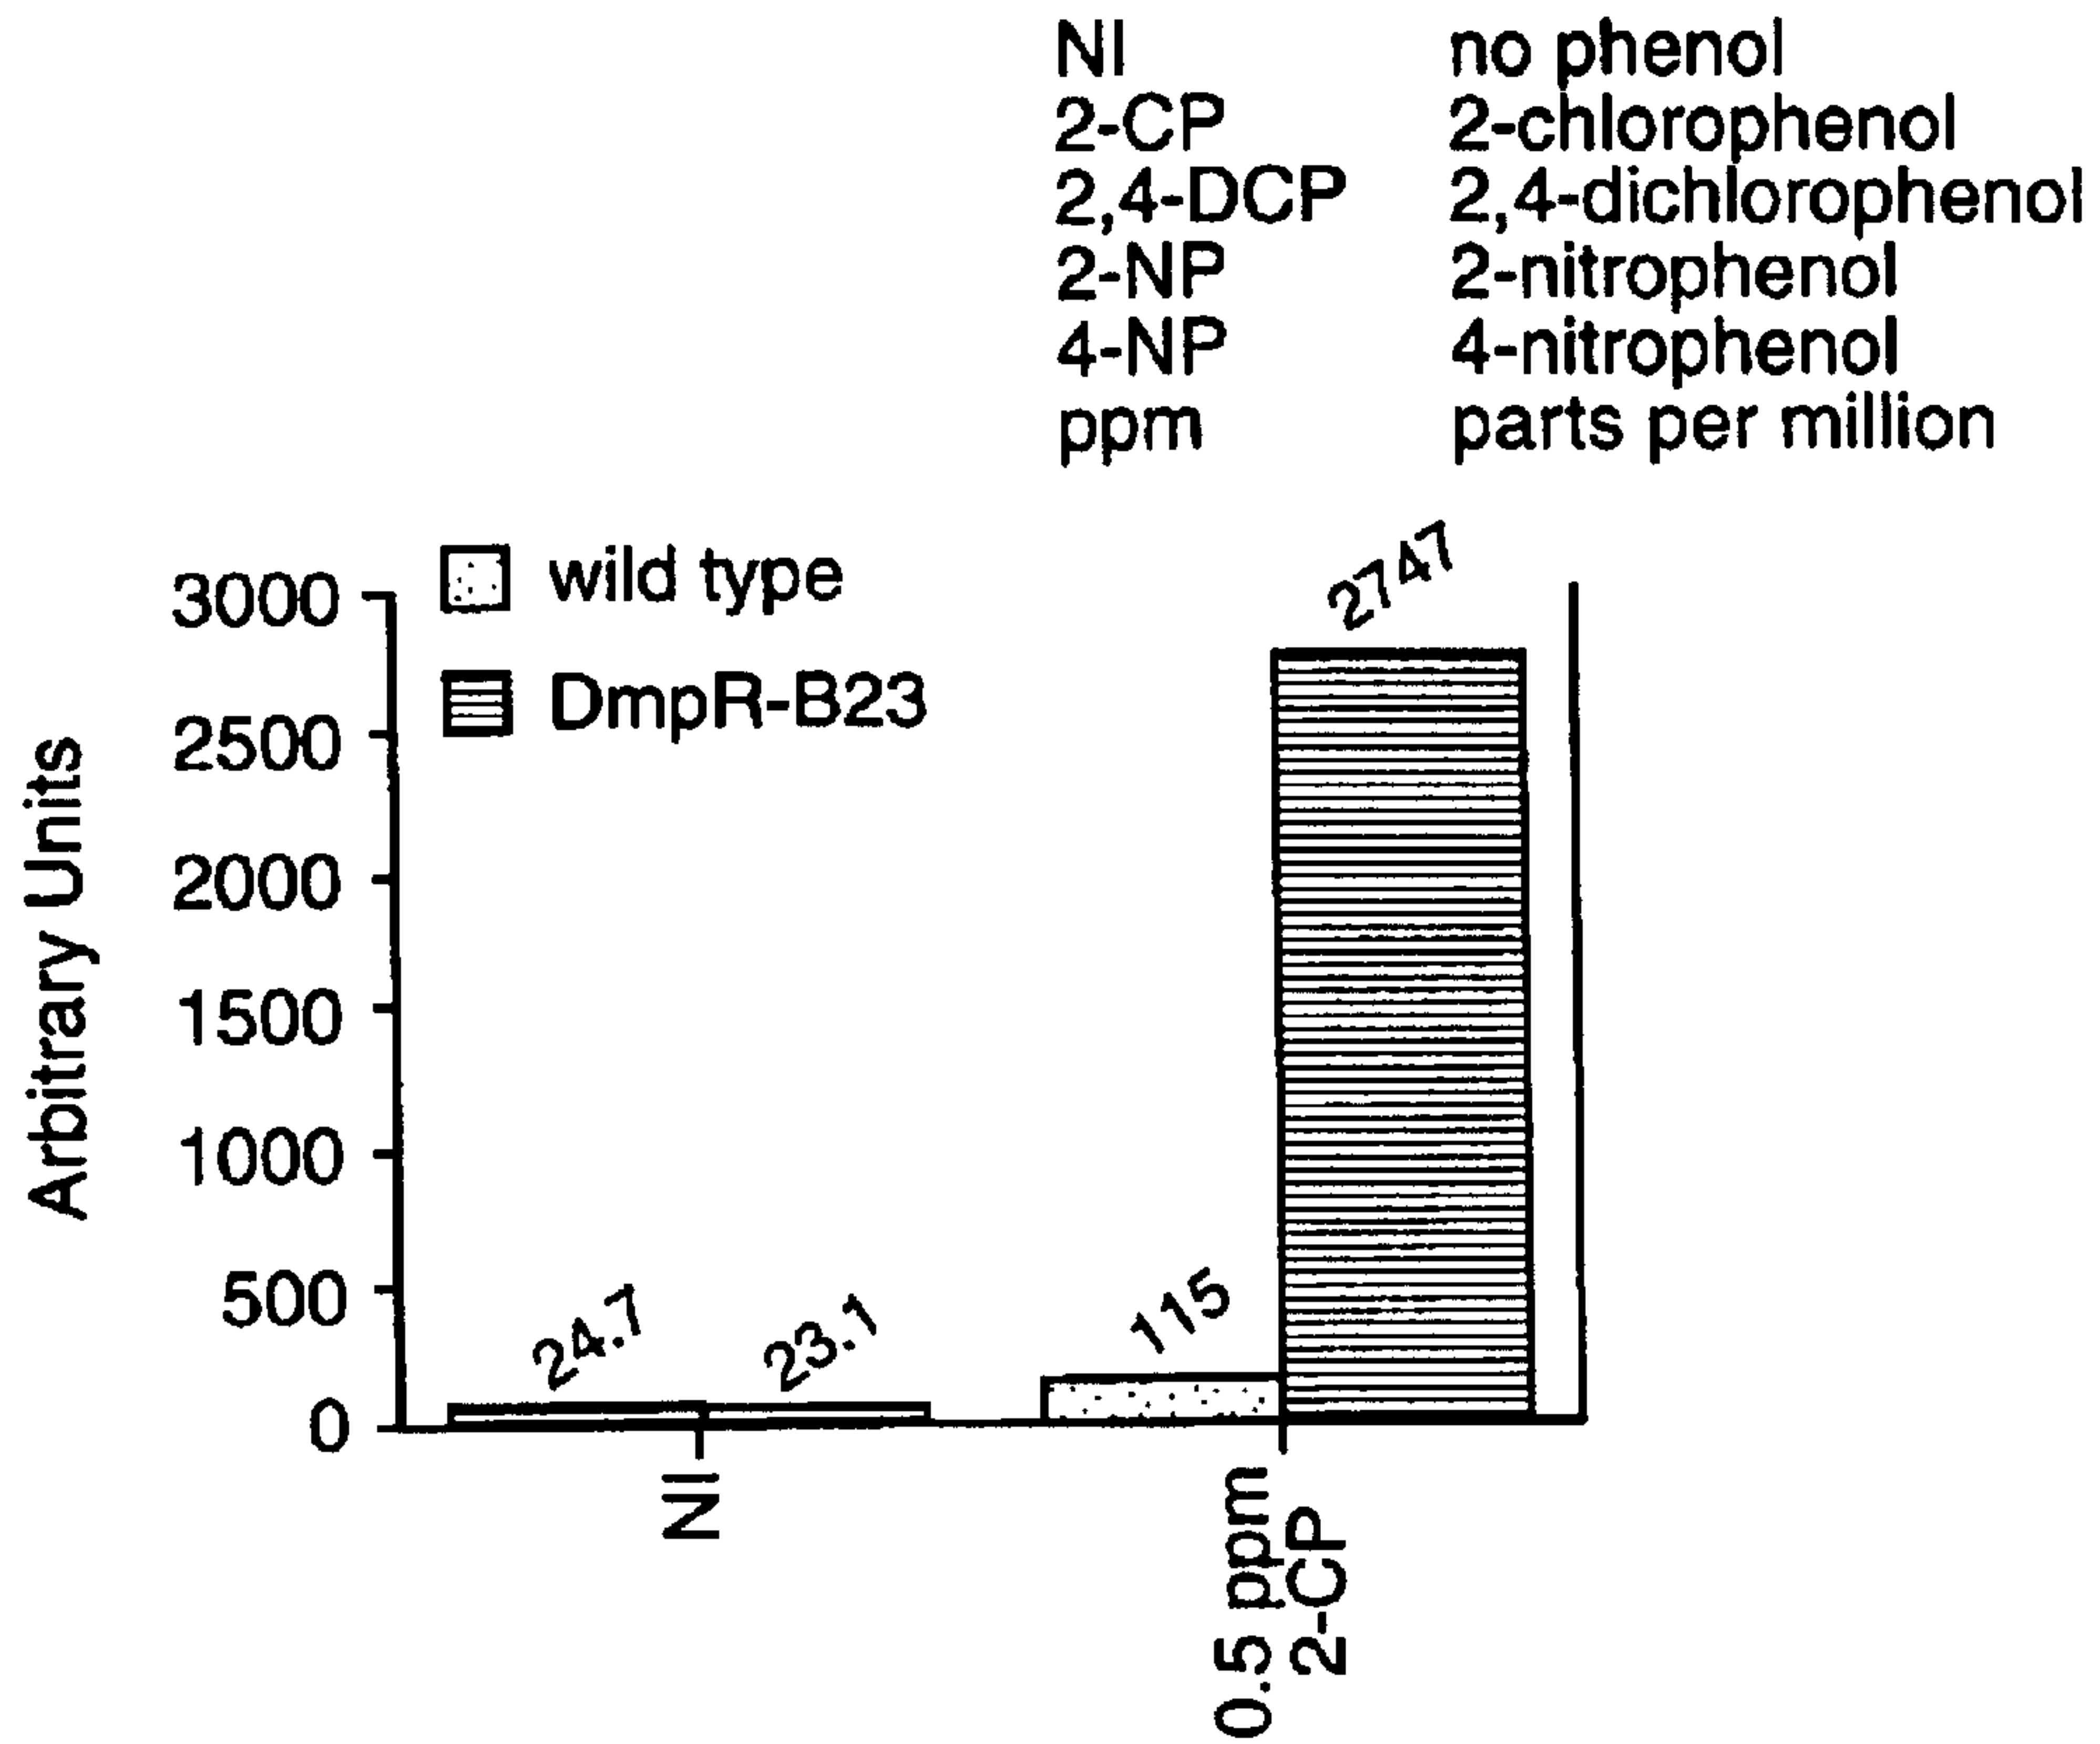 NI no phenol
2-CP 2-chlorophenol
2,4-DCP 2,4-dichlorophenol
2-NP 2-nitrophenol
4-NP 4-nitrophenol
ppm parts per million
wild type
DmpR-B23
Arbitrary Units
3000
2500
2000
1500
1000
500
0
24.7
23.1
115
2747
NI
0.5 ppm
2-CP